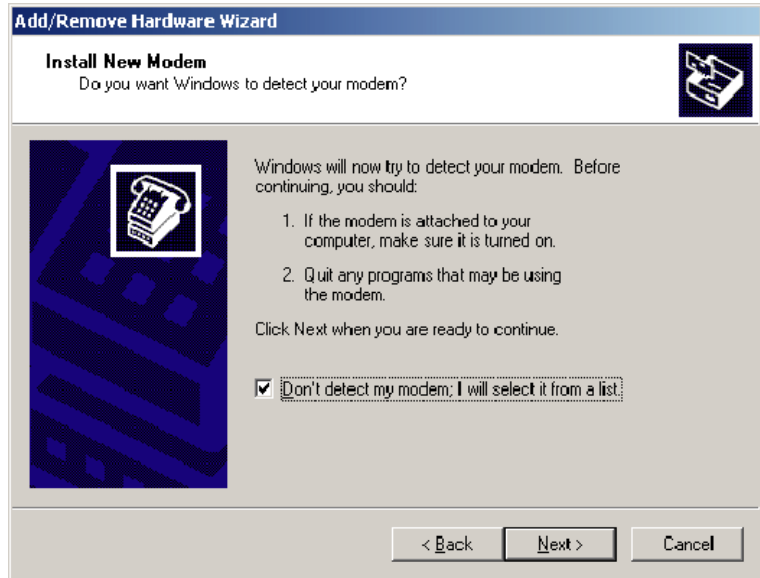 Add/Remove Hardware Wizard
Install New Modem
Do you want Windows to detect your modem?
Windows will now try to detect your modem. Before
continuing, you should:
1. If the modem is attached to your
computer, make sure it is turned on.
2. Quit any programs that may be using
the modem.
Click Next when you are ready to continue.
Don't detect my modem; I will select it from a list.
< Back
Next >
Cancel